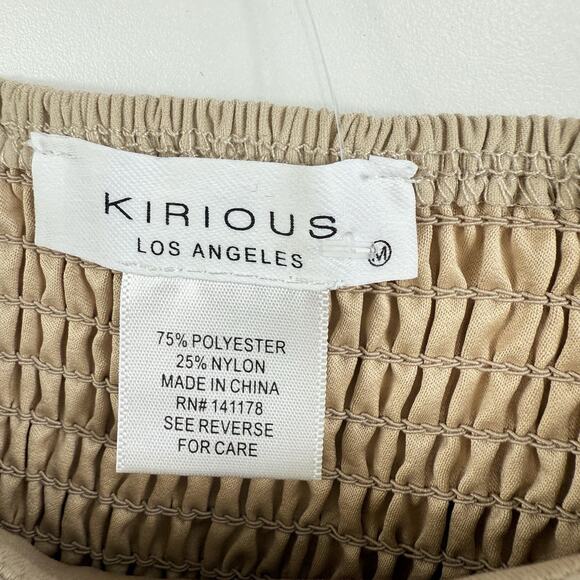 KIRIOUS
LOS ANGELES
M
75% POLYESTER
25% NYLON
MADE IN CHINA
RN# 141178
SEE REVERSE
FOR CARE